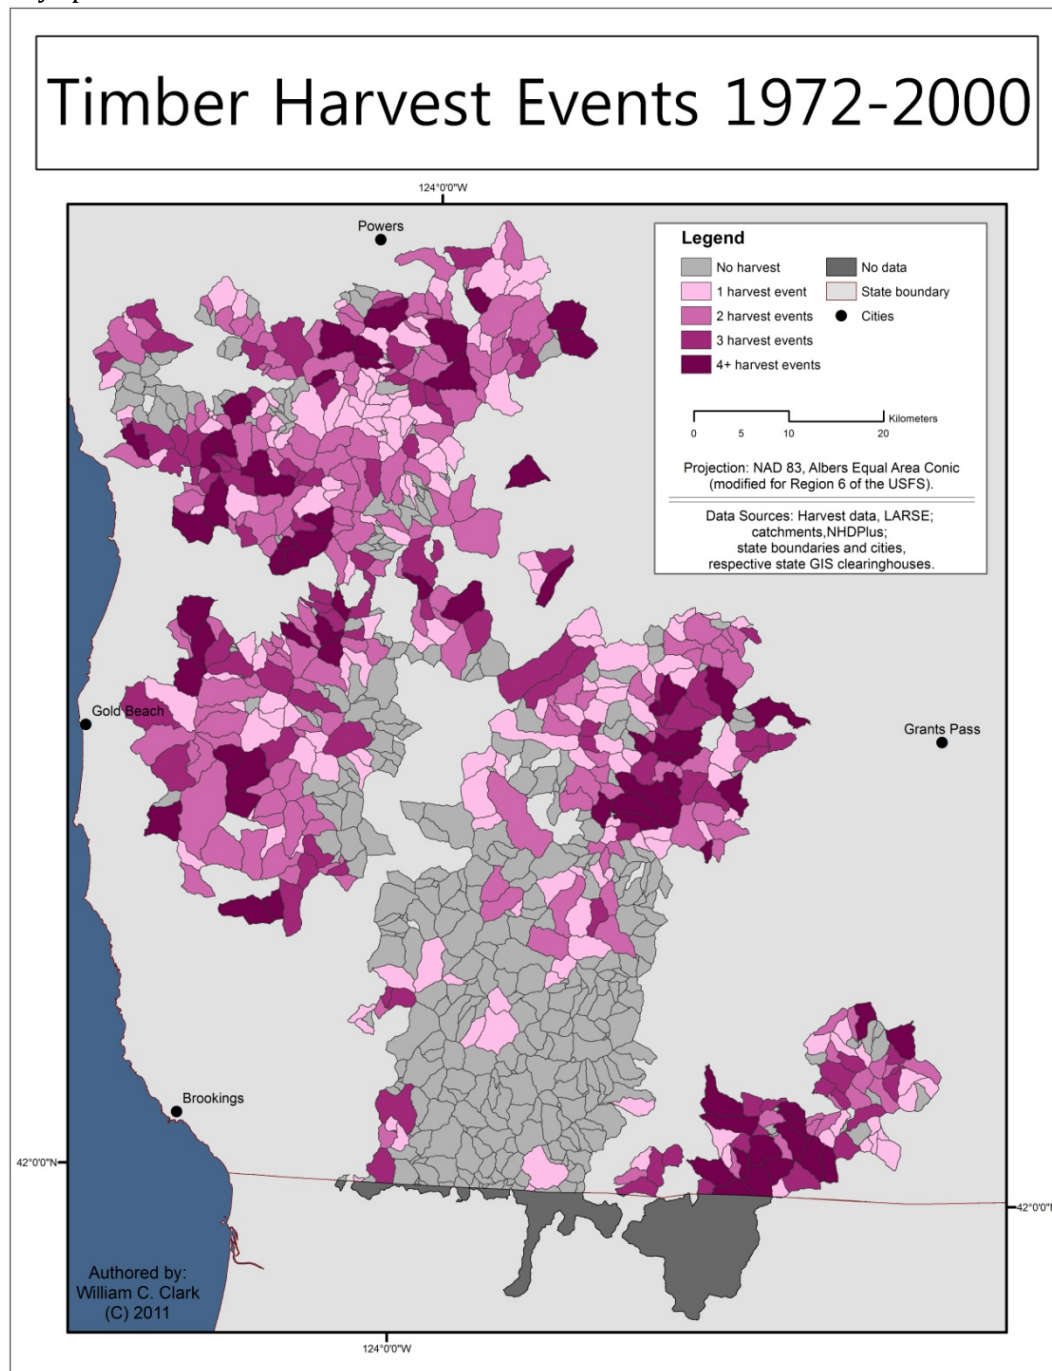 Timber Harvest Events 1972-2000
124°0'0"W
Powers
Legend
No harvest
No data
1 harvest event
State boundary
2 harvest events
Cities
3 harvest events
4+ harvest events
Kilometers
0 5 10 20
Projection: NAD 83, Albers Equal Area Conic
(modified for Region 6 of the USFS).
Data Sources: Harvest data, LARSE;
catchments,NHDPlus;
state boundaries and cities,
respective state GIS clearinghouses.
Gold Beach
Grants Pass
Brookings
42°0'0"N
42°0'0"N
Authored by:
William C. Clark
(C) 2011
124°0'0"W